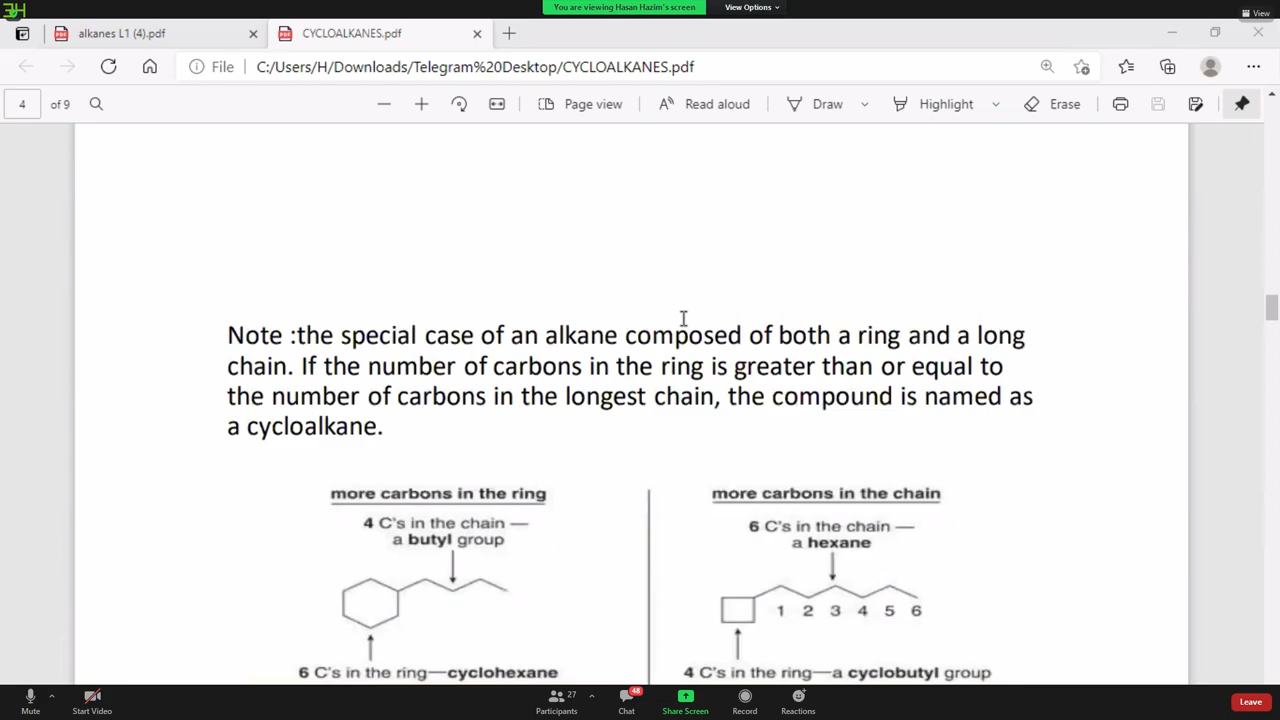 3H
You are viewing Hasan Hazim's screen
View Options
View
alkanes L1 (4).pdf
CYCLOALKANES.pdf
File
C:/Users/H/Downloads/Telegram%20Desktop/CYCLOALKANES.pdf
4 of 9
Page view
Read aloud
Draw
Highlight
Erase
Note :the special case of an alkane composed of both a ring and a long
chain. If the number of carbons in the ring is greater than or equal to
the number of carbons in the longest chain, the compound is named as
a cycloalkane.
more carbons in the ring
4 C's in the chain —
a butyl group
6 C's in the ring—cyclohexane
more carbons in the chain
6 C's in the chain —
a hexane
1 2 3 4 5 6
4 C's in the ring—a cyclobutyl group
Mute
Start Video
27
Participants
48
Chat
Share Screen
Record
Reactions
Leave